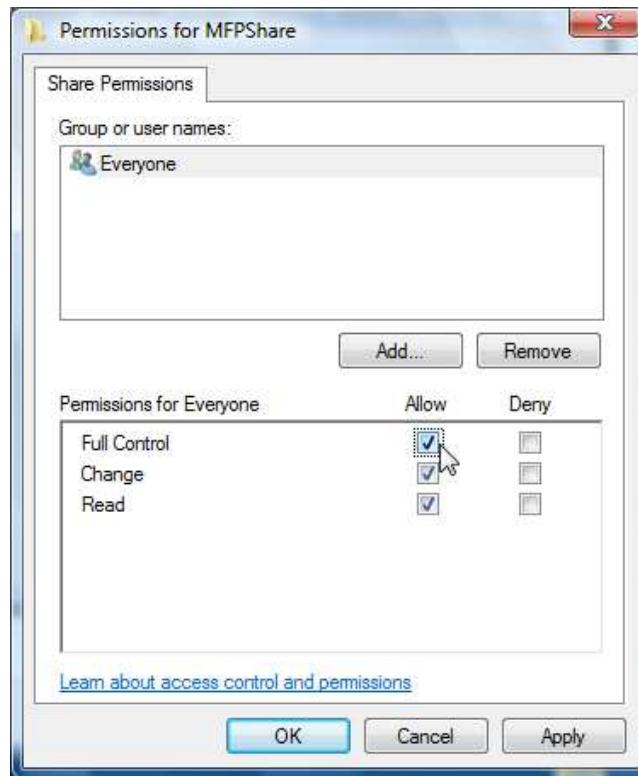 Permissions for MFPShare
Share Permissions
Group or user names:
Everyone
Add... Remove
Permissions for Everyone Allow Deny
Full Control
Change
Read
Learn about access control and permissions
OK Cancel Apply